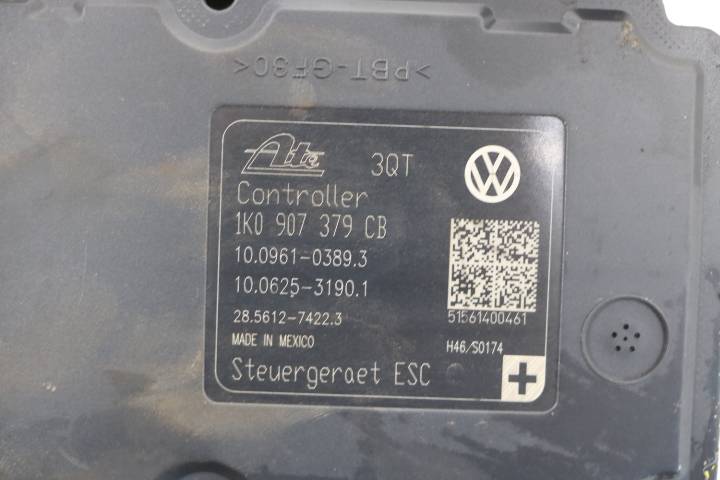 >PBT-GF30<
Ate 3QT
Controller
1K0 907 379 CB
10.0961-0389.3
10.0625-3190.1
28.5612-7422.3
51561400461
MADE IN MEXICO
H46/S0174
Steuergeraet ESC